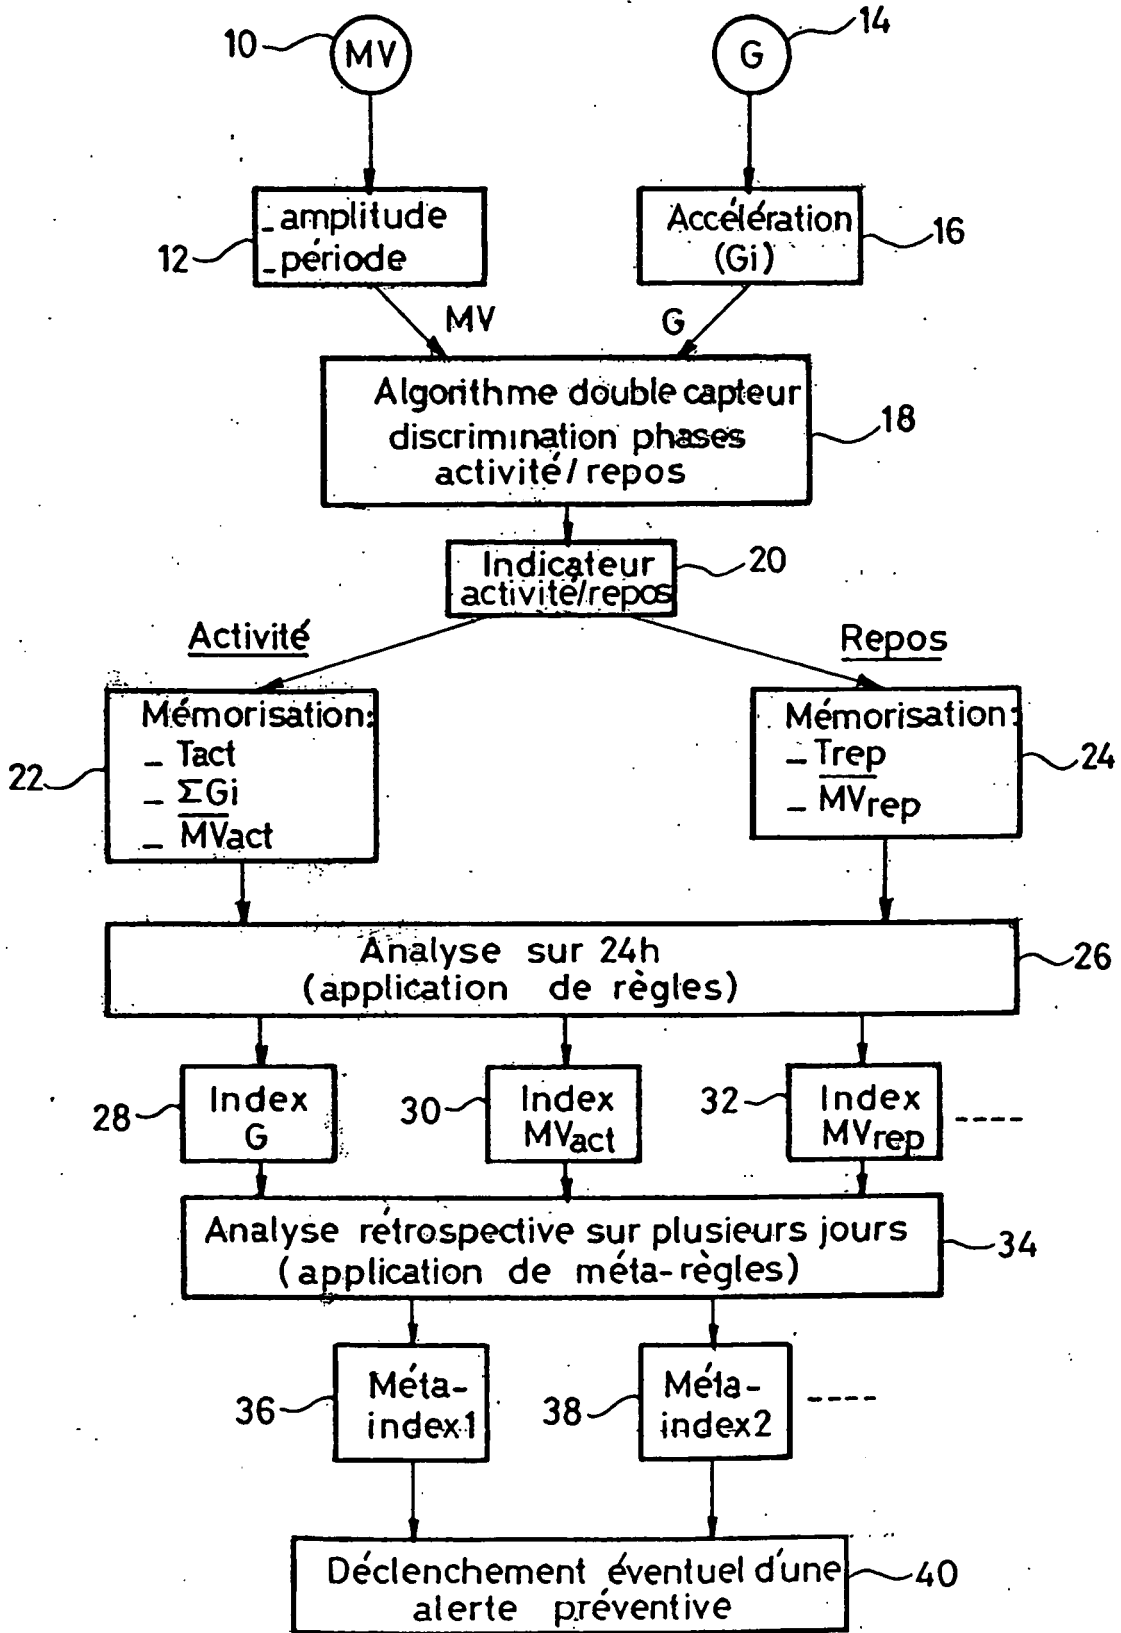 10 MV
G 14
12
_ amplitude
_ période
Accélération
(Gi)
16
MV
G
Algorithme double capteur
discrimination phases
activité/repos
18
Indicateur
activité/repos
20
Activité
Repos
22
Mémorisation:
_ Tact
_ ΣGi
_ M̅V̅act
Mémorisation:
_ Trep
_ M̅V̅rep
24
Analyse sur 24h
(application de règles)
26
28
Index
G
30
Index
MVact
32
Index
MVrep
----
Analyse rétrospective sur plusieurs jours
(application de méta-règles)
34
36
Méta-
index1
38
Méta-
index2
----
Déclenchement éventuel d'une
alerte préventive
40